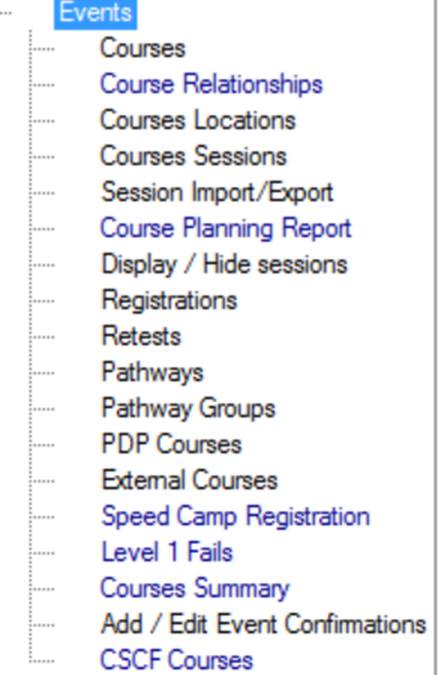 Events
Courses
Course Relationships
Courses Locations
Courses Sessions
Session Import/Export
Course Planning Report
Display / Hide sessions
Registrations
Retests
Pathways
Pathway Groups
PDP Courses
External Courses
Speed Camp Registration
Level 1 Fails
Courses Summary
Add / Edit Event Confirmations
CSCF Courses